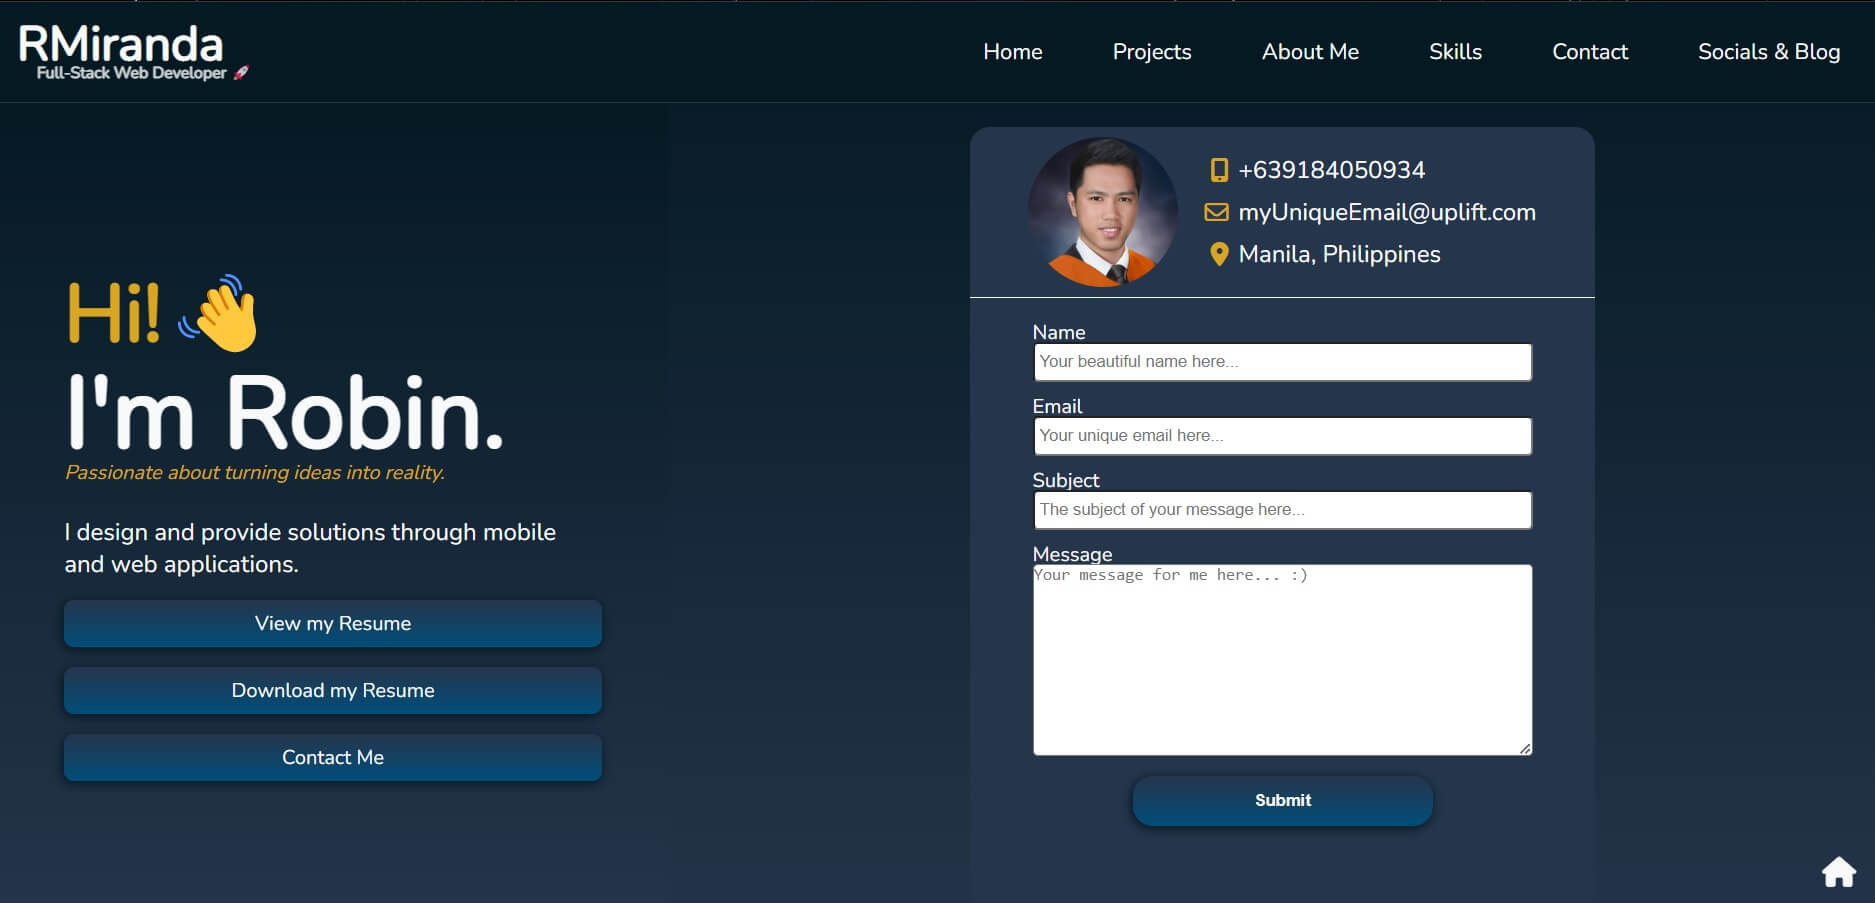 RMiranda
Full-Stack Web Developer 🚀
Home
Projects
About Me
Skills
Contact
Socials & Blog
Hi! 👋
I'm Robin.
Passionate about turning ideas into reality.
I design and provide solutions through mobile
and web applications.
View my Resume
Download my Resume
Contact Me
+639184050934
myUniqueEmail@uplift.com
Manila, Philippines
Name
Your beautiful name here...
Email
Your unique email here...
Subject
The subject of your message here...
Message
Your message for me here... :)
Submit